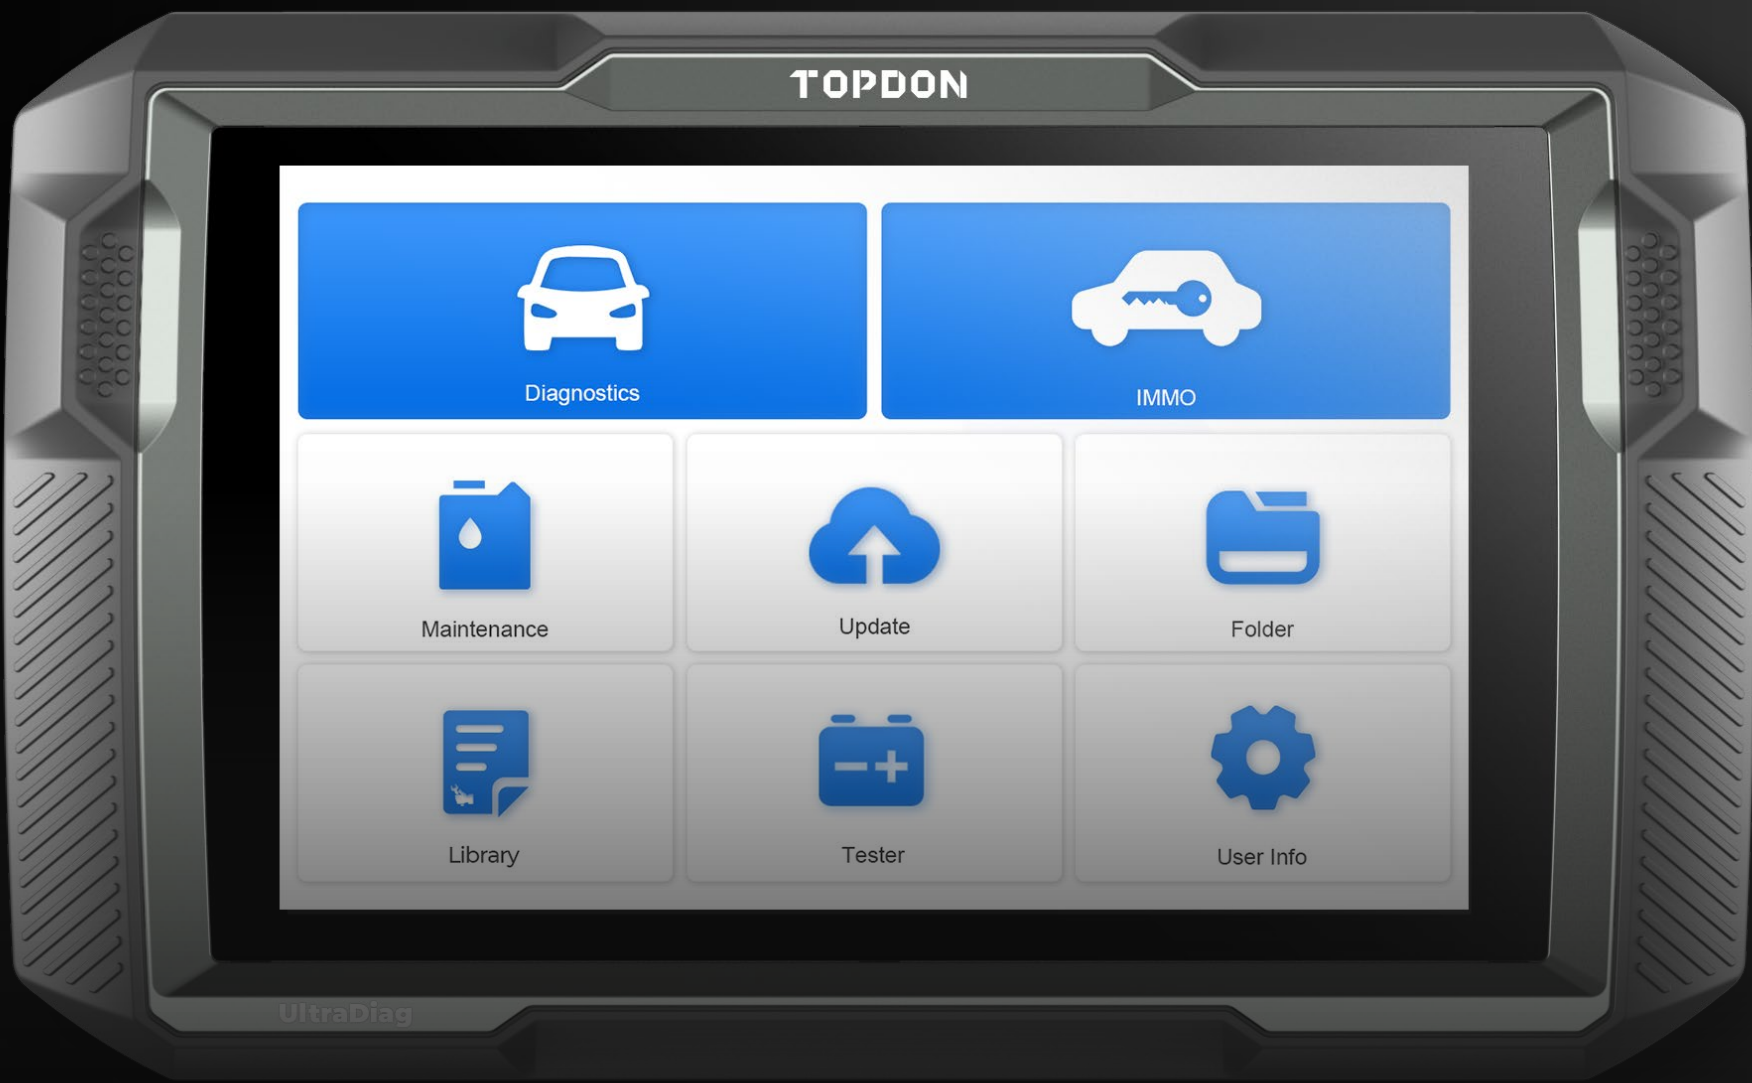 TOPDON
Diagnostics
IMMO
Maintenance
Update
Folder
Library
Tester
User Info
UltraDiag